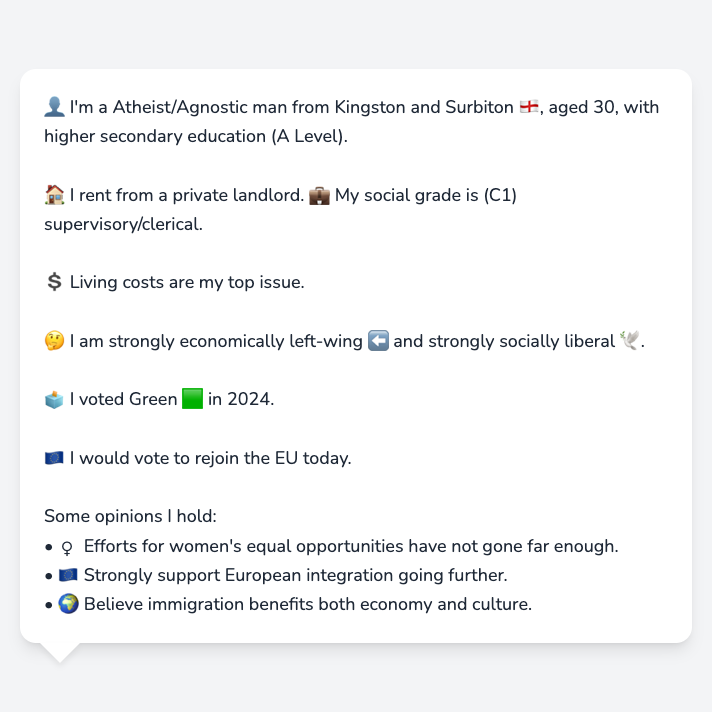 👤 I'm a Atheist/Agnostic man from Kingston and Surbiton 🏴󠁧󠁢󠁥󠁮󠁧󠁿, aged 30, with
higher secondary education (A Level).
🏠 I rent from a private landlord. 💼 My social grade is (C1)
supervisory/clerical.
💲 Living costs are my top issue.
🤔 I am strongly economically left-wing ⬅️ and strongly socially liberal 🕊️.
🗳️ I voted Green 🟩 in 2024.
🇪🇺 I would vote to rejoin the EU today.
Some opinions I hold:
• ♀ Efforts for women's equal opportunities have not gone far enough.
• 🇪🇺 Strongly support European integration going further.
• 🌍 Believe immigration benefits both economy and culture.